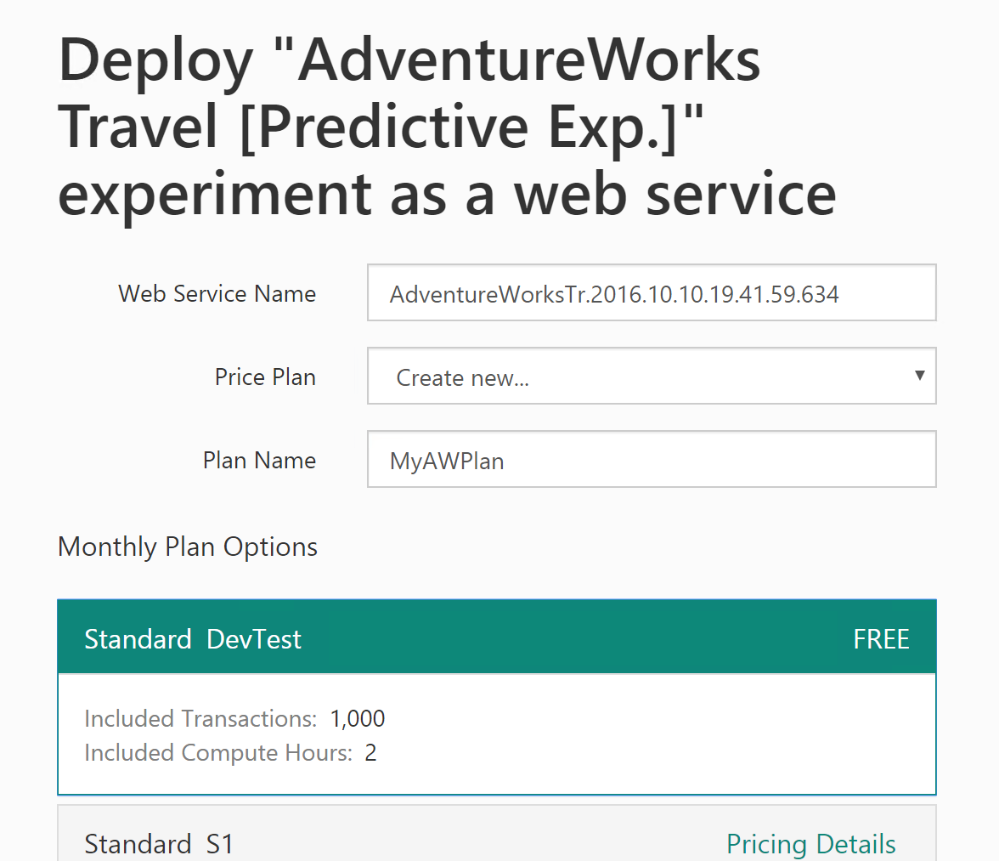 Deploy "AdventureWorks
Travel [Predictive Exp.]"
experiment as a web service
Web Service Name AdventureWorksTr.2016.10.10.19.41.59.634
Price Plan Create new...
Plan Name MyAWPlan
Monthly Plan Options
Standard DevTest FREE
Included Transactions: 1,000
Included Compute Hours: 2
Standard S1 Pricing Details